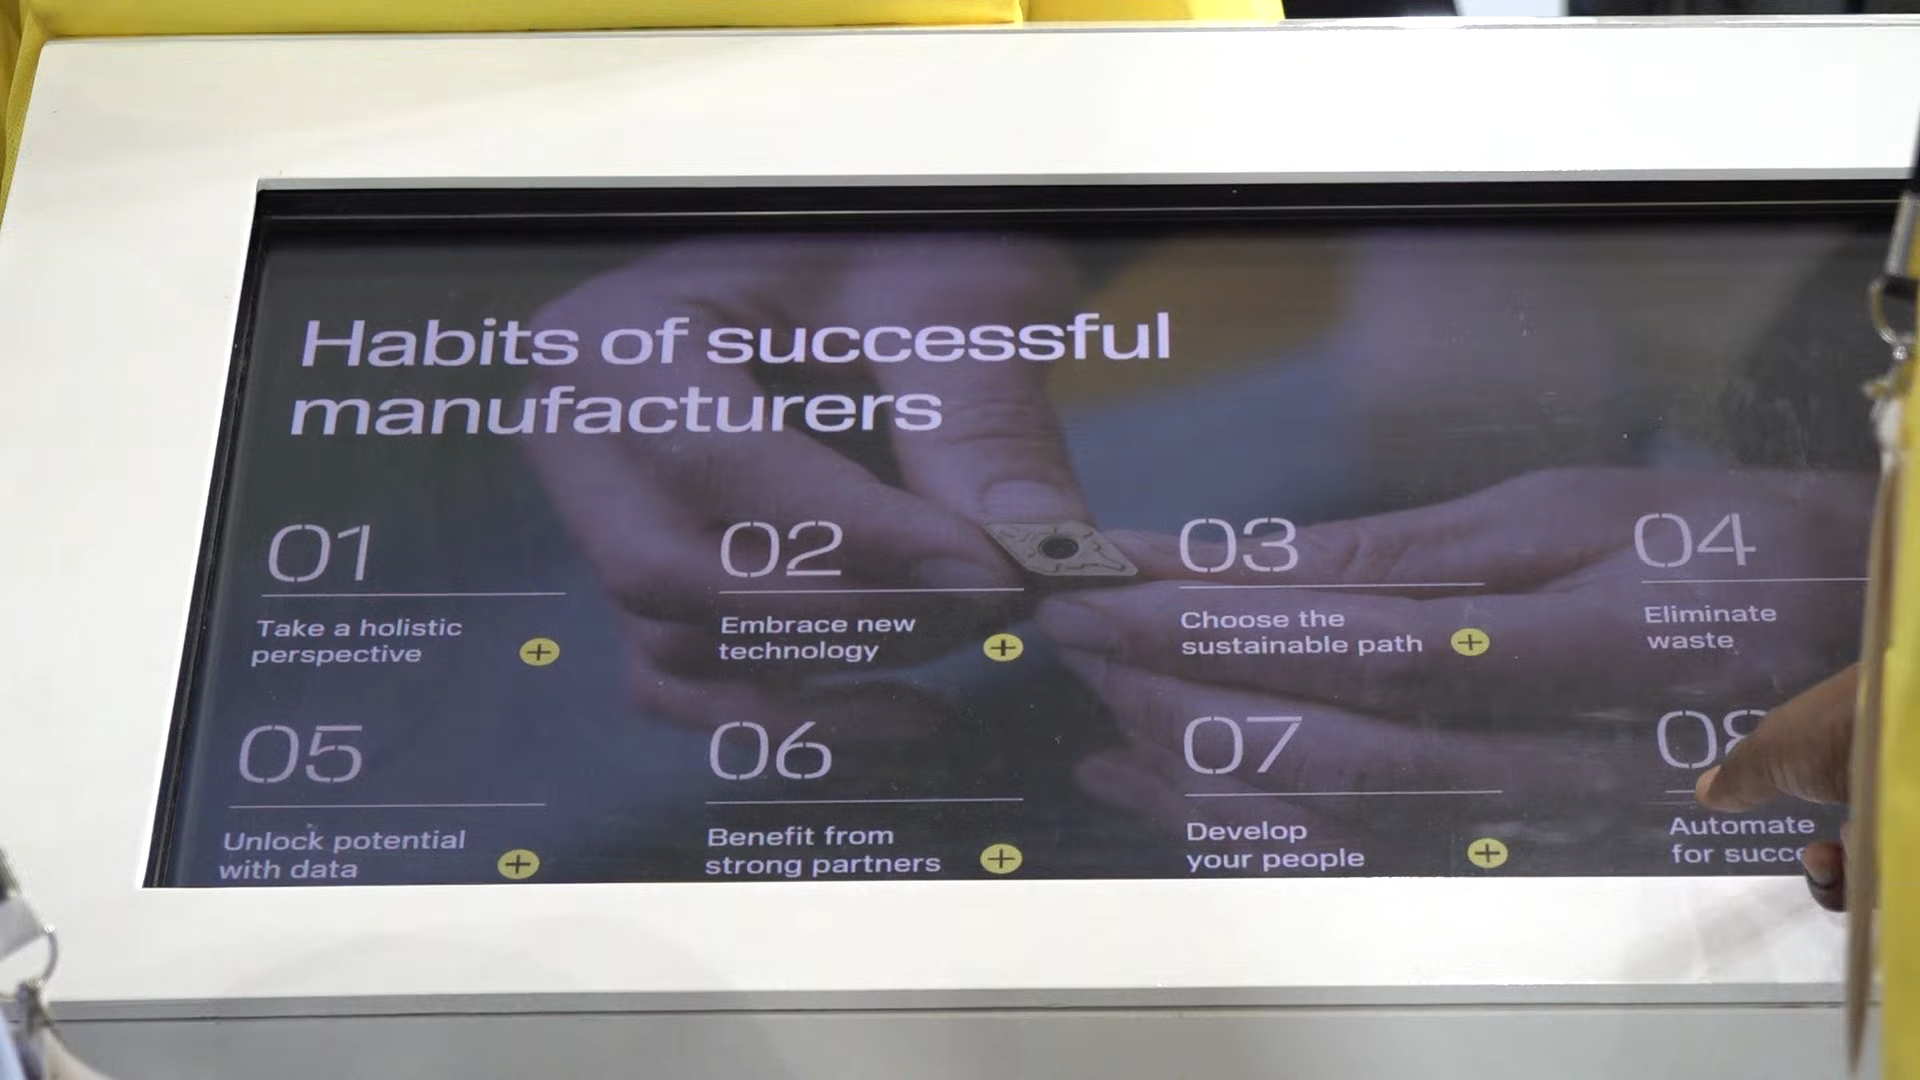 Habits of successful
manufacturers
01
02
03
04
Take a holistic
perspective
Embrace new
technology
Choose the
sustainable path
Eliminate
waste
05
06
07
08
Unlock potential
with data
Benefit from
strong partners
Develop
your people
Automate
for